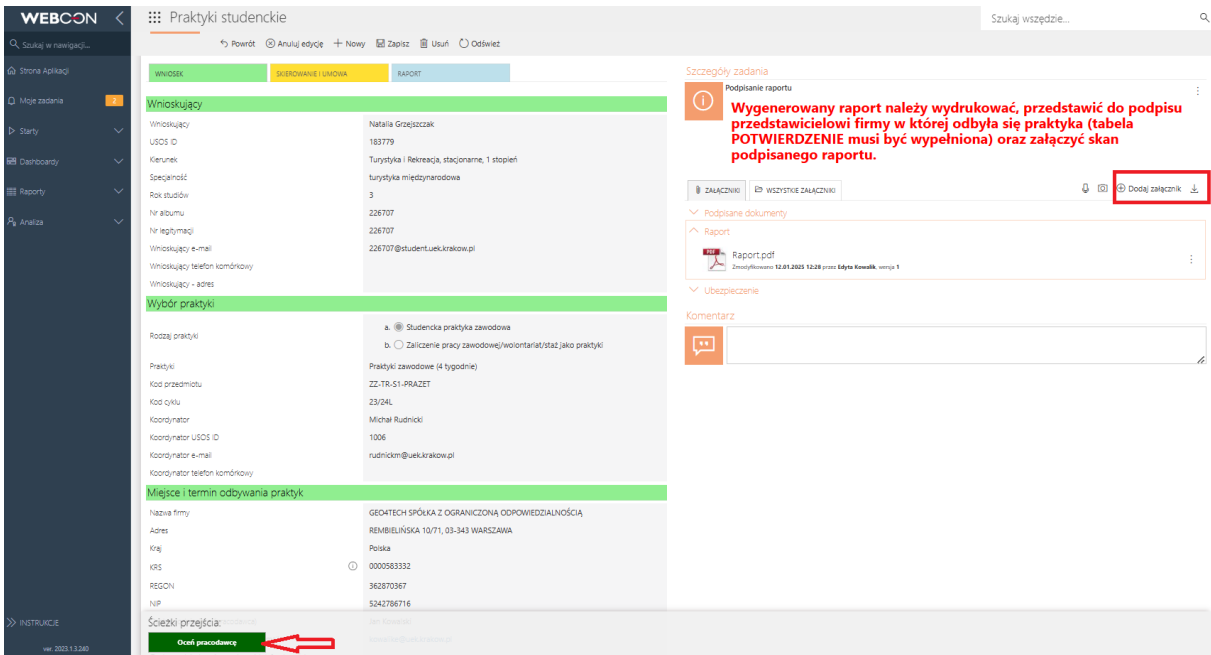 WEBCON
Praktyki studenckie
Szukaj wszędzie...
Szukaj w nawigacji...
Powrót Anuluj edycję Nowy Zapisz Usuń Odśwież
Strona Aplikacji
Moje zadania 2
Starty
Dashboardy
Raporty
Analiza
INSTRUKCJE
ver. 2023.1.3.240
WNIOSEK SKIEROWANIE I UMOWA RAPORT
Wnioskujący
Wnioskujący Natalia Grzejszczak
USOS ID 183779
Kierunek Turystyka i Rekreacja, stacjonarne, 1 stopień
Specjalność turystyka międzynarodowa
Rok studiów 3
Nr albumu 226707
Nr legitymacji 226707
Wnioskujący e-mail 226707@student.uek.krakow.pl
Wnioskujący telefon komórkowy
Wnioskujący - adres
Wybór praktyki
Rodzaj praktyki
a. Studencka praktyka zawodowa
b. Zaliczenie pracy zawodowej/wolontariat/staż jako praktyki
Praktyki Praktyki zawodowe (4 tygodnie)
Kod przedmiotu ZZ-TR-S1-PRAZET
Kod cyklu 23/24L
Koordynator Michał Rudnicki
Koordynator USOS ID 1006
Koordynator e-mail rudnickm@uek.krakow.pl
Koordynator telefon komórkowy
Miejsce i termin odbywania praktyk
Nazwa firmy GEO4TECH SPÓŁKA Z OGRANICZONĄ ODPOWIEDZIALNOŚCIĄ
Adres REMBIELIŃSKA 10/71, 03-343 WARSZAWA
Kraj Polska
KRS 0000583332
REGON 362870367
NIP 5242786716
Ścieżki przejścia:
Oceń pracodawcę
Szczegóły zadania
Podpisanie raportu
Wygenerowany raport należy wydrukować, przedstawić do podpisu
przedstawicielowi firmy w której odbyła się praktyka (tabela
POTWIERDZENIE musi być wypełniona) oraz załączyć skan
podpisanego raportu.
ZAŁĄCZNIKI WSZYSTKIE ZAŁĄCZNIKI Dodaj załącznik
Podpisane dokumenty
Raport
PDF
Raport.pdf
Zmodyfikowano 12.01.2025 12:28 przez Edyta Kowalik, wersja 1
Ubezpieczenie
Komentarz